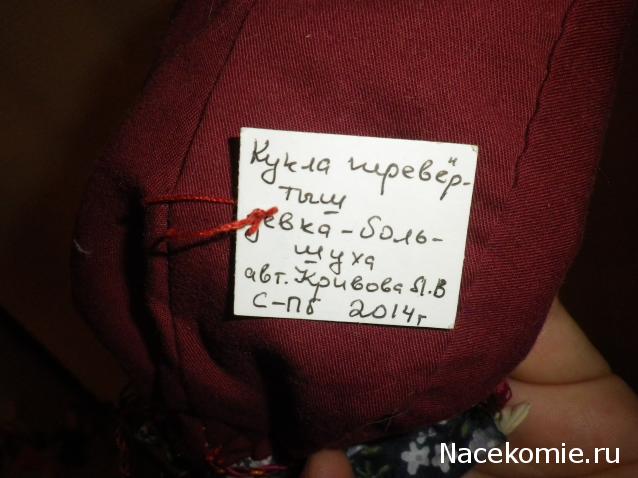 Кукла перевёр-
тыш
девка-боль-
шуха
авт. Кривова Л.В
С-Пб 2014г
Nacekomie.ru